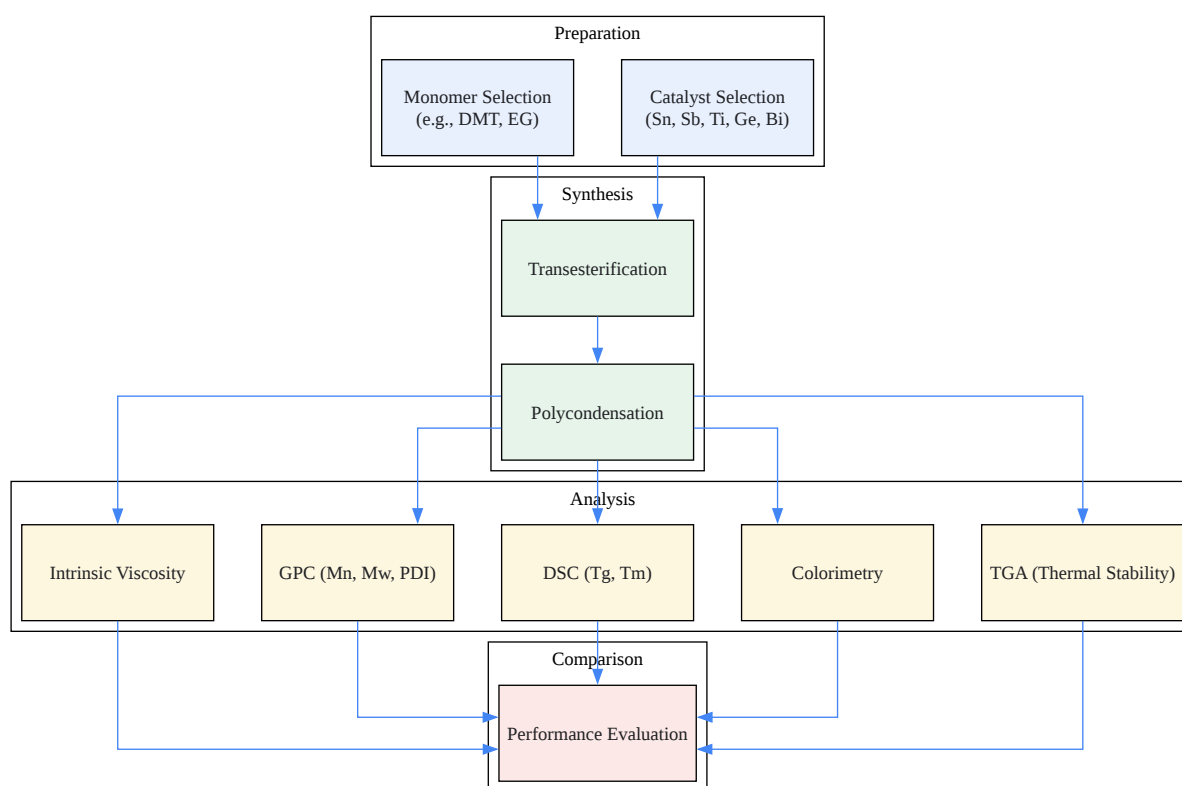 Preparation
Monomer Selection
(e.g., DMT, EG)
Catalyst Selection
(Sn, Sb, Ti, Ge, Bi)
Synthesis
Transesterification
Polycondensation
Analysis
Intrinsic Viscosity
GPC (Mn, Mw, PDI)
DSC (Tg, Tm)
Colorimetry
TGA (Thermal Stability)
Comparison
Performance Evaluation